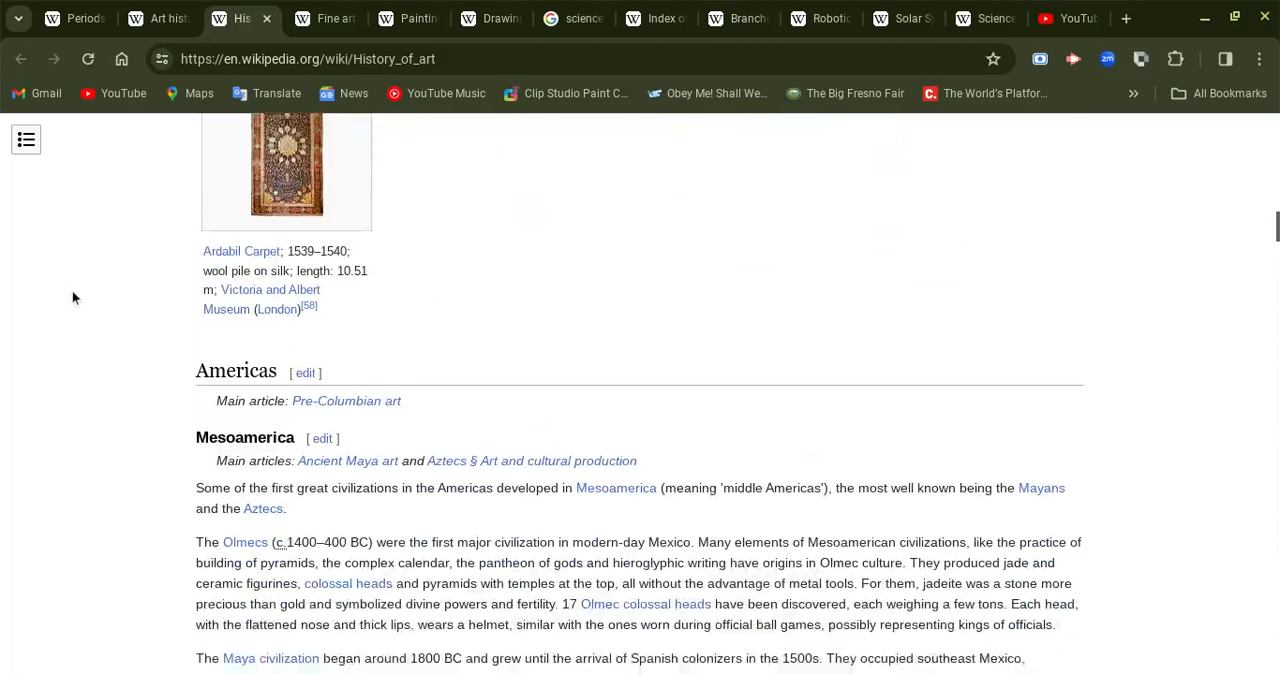 Periods
Art hist
His
Fine art
Painting
Drawing
science
Index o
Branch
Robotic
Solar S
Science
YouTub
https://en.wikipedia.org/wiki/History_of_art
Gmail
YouTube
Maps
Translate
News
YouTube Music
Clip Studio Paint C...
Obey Me! Shall We...
The Big Fresno Fair
The World's Platfor...
All Bookmarks
Ardabil Carpet; 1539–1540;
wool pile on silk; length: 10.51
m; Victoria and Albert
Museum (London)[58]
Americas [ edit ]
Main article: Pre-Columbian art
Mesoamerica [ edit ]
Main articles: Ancient Maya art and Aztecs § Art and cultural production
Some of the first great civilizations in the Americas developed in Mesoamerica (meaning 'middle Americas'), the most well known being the Mayans
and the Aztecs.
The Olmecs (c. 1400–400 BC) were the first major civilization in modern-day Mexico. Many elements of Mesoamerican civilizations, like the practice of
building of pyramids, the complex calendar, the pantheon of gods and hieroglyphic writing have origins in Olmec culture. They produced jade and
ceramic figurines, colossal heads and pyramids with temples at the top, all without the advantage of metal tools. For them, jadeite was a stone more
precious than gold and symbolized divine powers and fertility. 17 Olmec colossal heads have been discovered, each weighing a few tons. Each head,
with the flattened nose and thick lips, wears a helmet, similar with the ones worn during official ball games, possibly representing kings of officials.
The Maya civilization began around 1800 BC and grew until the arrival of Spanish colonizers in the 1500s. They occupied southeast Mexico,